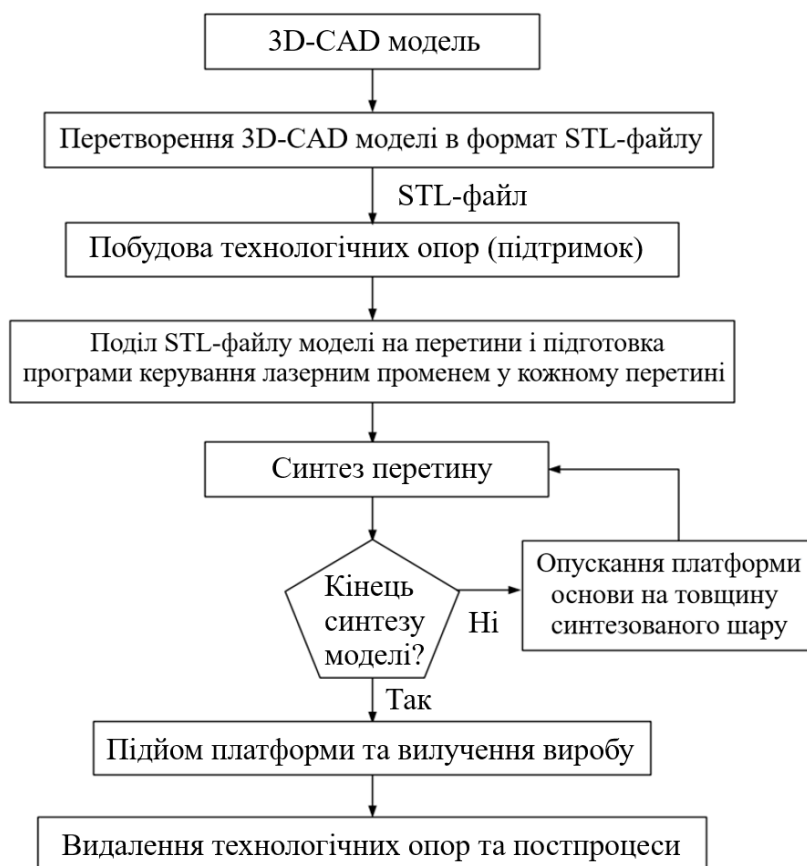 3D-CAD модель
Перетворення 3D-CAD моделі в формат STL-файлу
STL-файл
Побудова технологічних опор (підтримок)
Поділ STL-файлу моделі на перетини і підготовка
програми керування лазерним променем у кожному перетині
Синтез перетину
Кінець
синтезу
моделі?
Ні
Опускання платформи
основи на товщину
синтезованого шару
Так
Підйом платформи та вилучення виробу
Видалення технологічних опор та постпроцеси